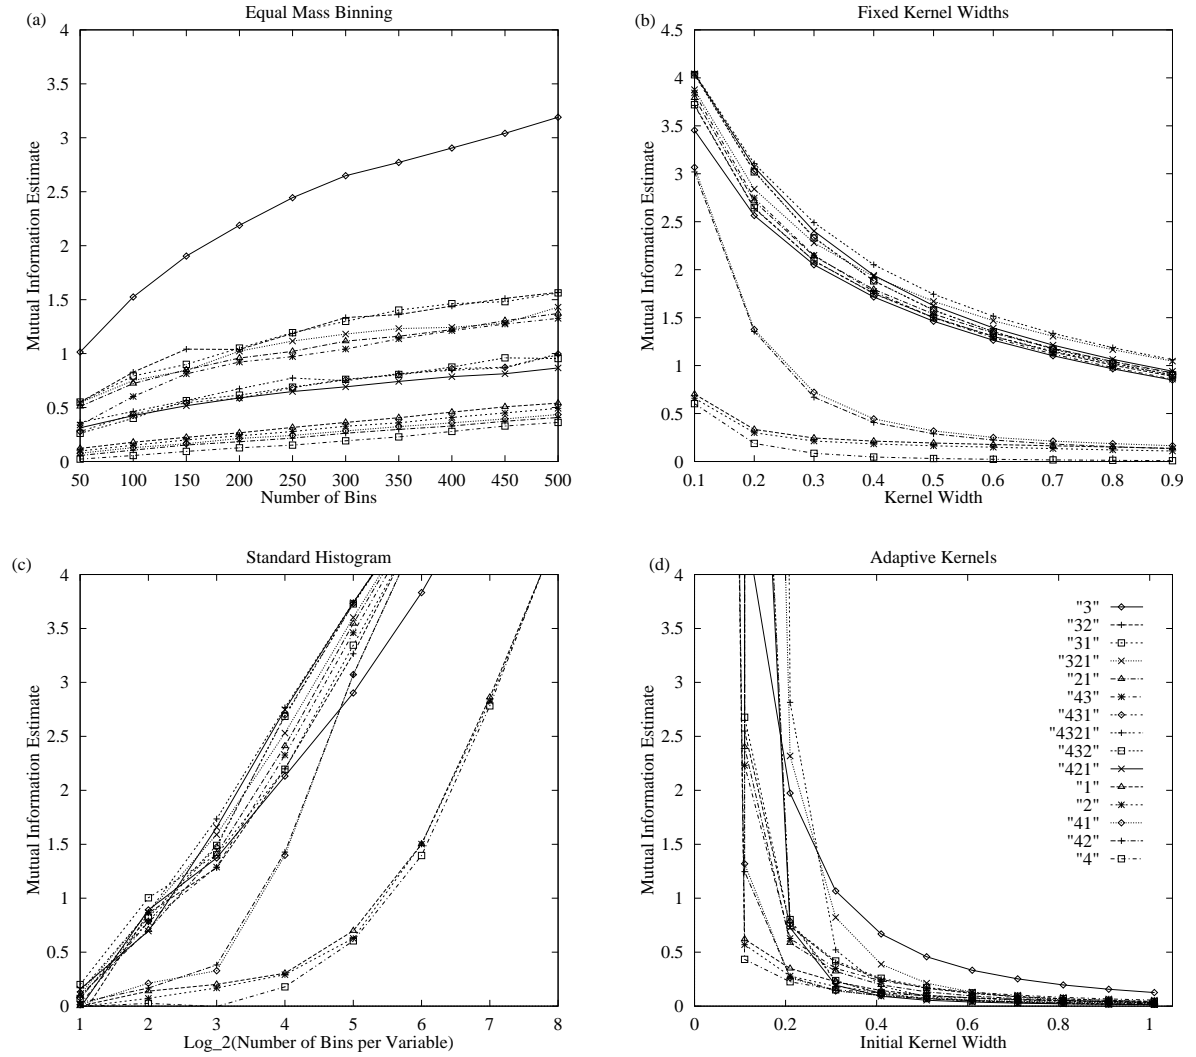 (a)
Equal Mass Binning
4
3.5
3
2.5
2
1.5
1
0.5
0
Mutual Information Estimate
50 100 150 200 250 300 350 400 450 500
Number of Bins
(b)
Fixed Kernel Widths
4.5
4
3.5
3
2.5
2
1.5
1
0.5
0
Mutual Information Estimate
0.1 0.2 0.3 0.4 0.5 0.6 0.7 0.8 0.9
Kernel Width
(c)
Standard Histogram
4
3.5
3
2.5
2
1.5
1
0.5
0
Mutual Information Estimate
1 2 3 4 5 6 7 8
Log_2(Number of Bins per Variable)
(d)
Adaptive Kernels
4
3.5
3
2.5
2
1.5
1
0.5
0
Mutual Information Estimate
"3"
"32"
"31"
"321"
"21"
"43"
"431"
"4321"
"432"
"421"
"1"
"2"
"41"
"42"
"4"
0 0.2 0.4 0.6 0.8 1
Initial Kernel Width